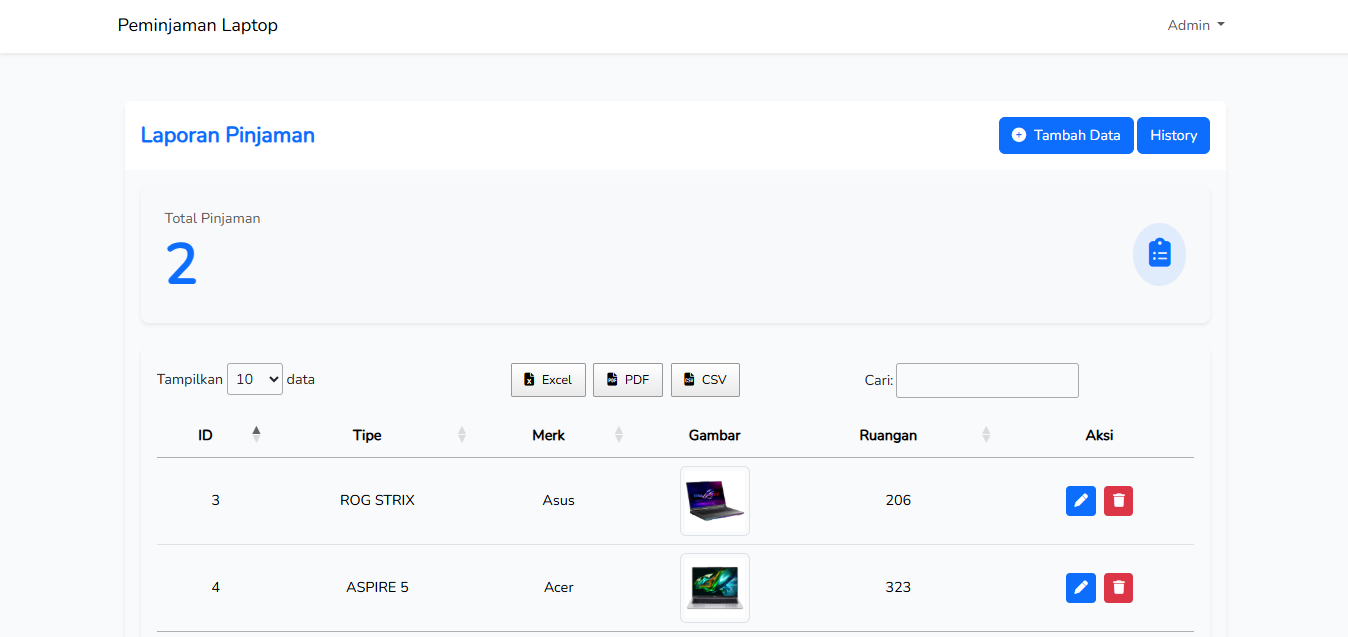 Peminjaman Laptop Admin
Laporan Pinjaman Tambah Data History
Total Pinjaman
2
Tampilkan 10 data Excel PDF CSV Cari:
ID Tipe Merk Gambar Ruangan Aksi
3 ROG STRIX Asus 206
4 ASPIRE 5 Acer 323